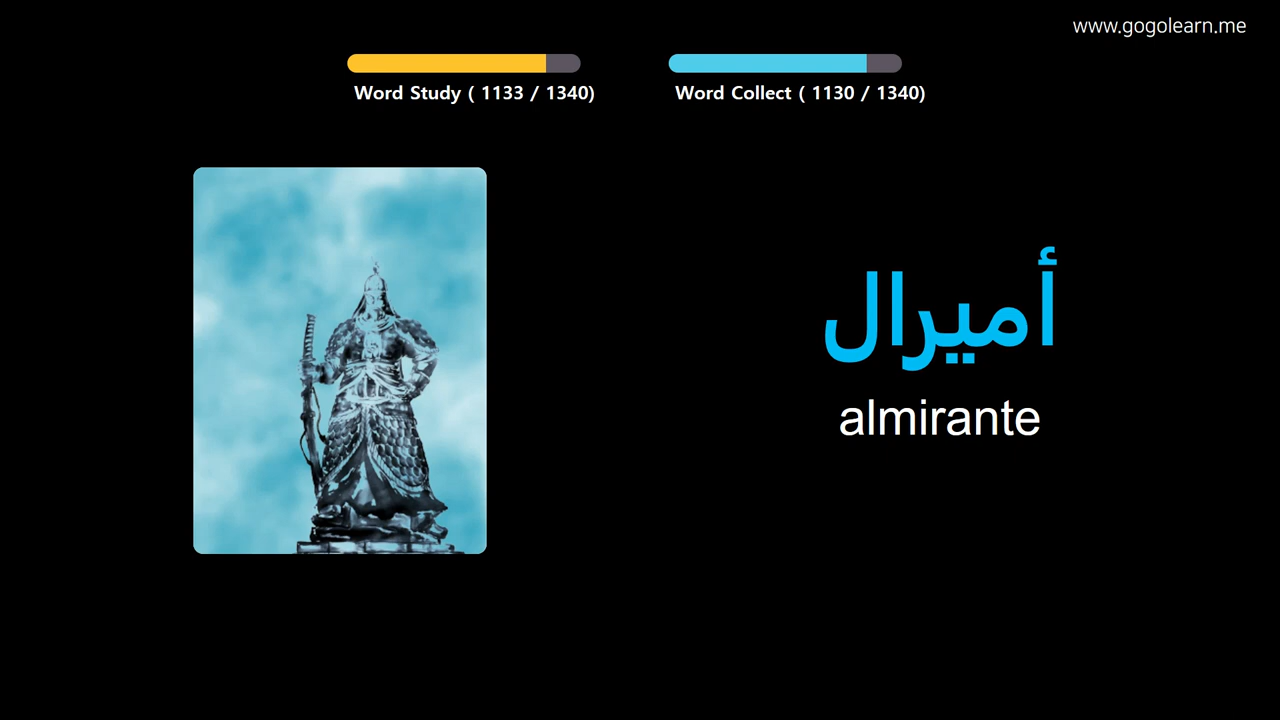 www.gogolearn.me
Word Study ( 1133 / 1340)
Word Collect ( 1130 / 1340)
أميرال
almirante